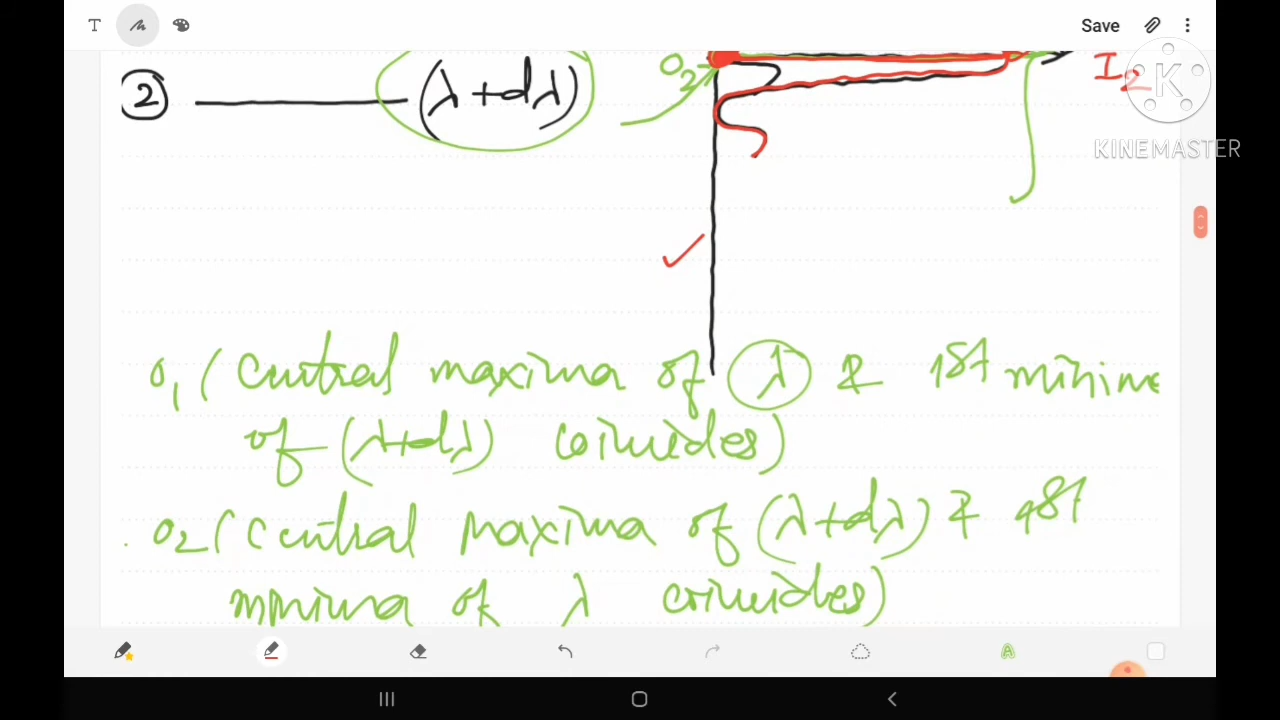 T Save
② (λ+dλ) O₂ I₂
K
KINEMASTER
O₁ ( Central maxima of λ & 1st minima
of (λ+dλ) coincides)
O₂ ( Central maxima of (λ+dλ) & 1st
minima of λ coincides)
A